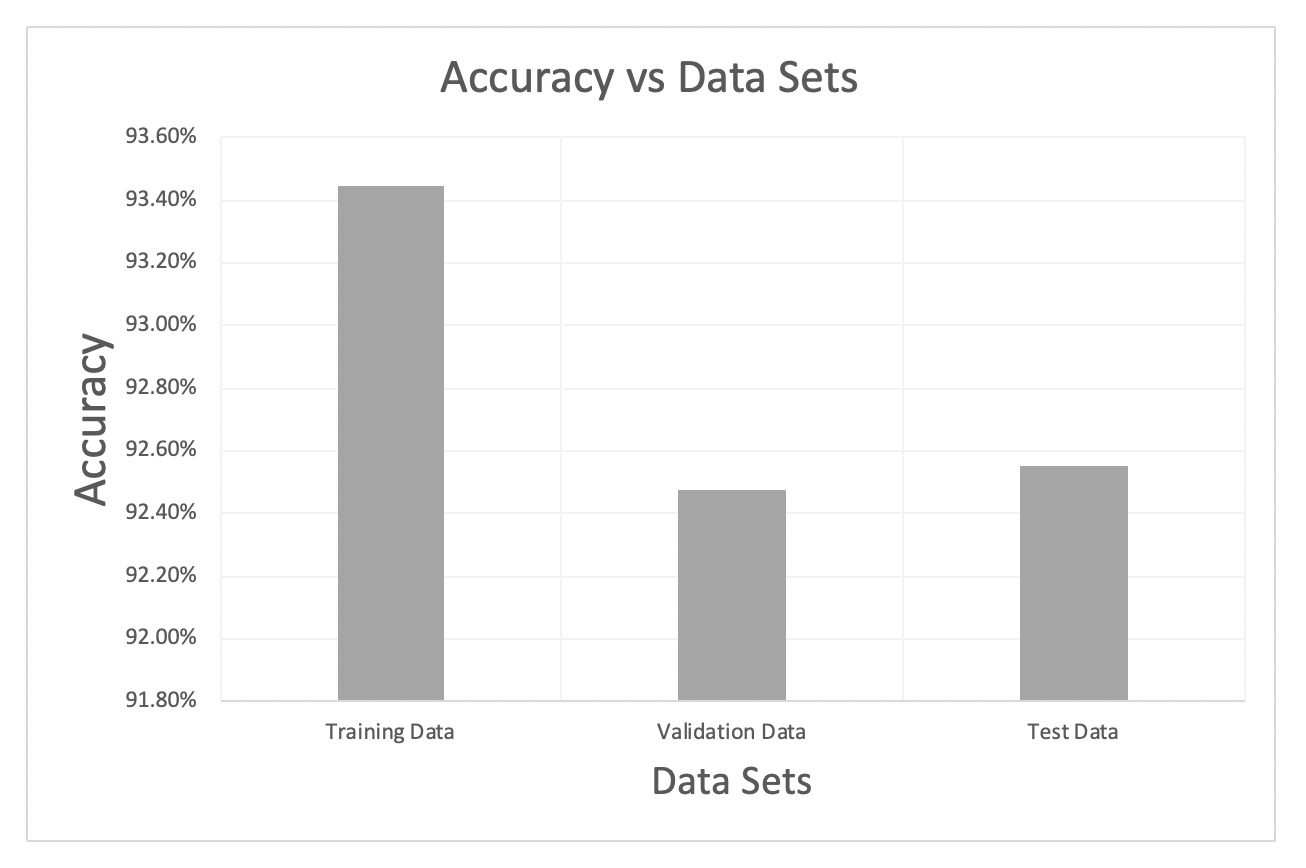 Accuracy vs Data Sets
93.60%
93.40%
93.20%
93.00%
92.80%
92.60%
92.40%
92.20%
92.00%
91.80%
Accuracy
Training Data
Validation Data
Test Data
Data Sets